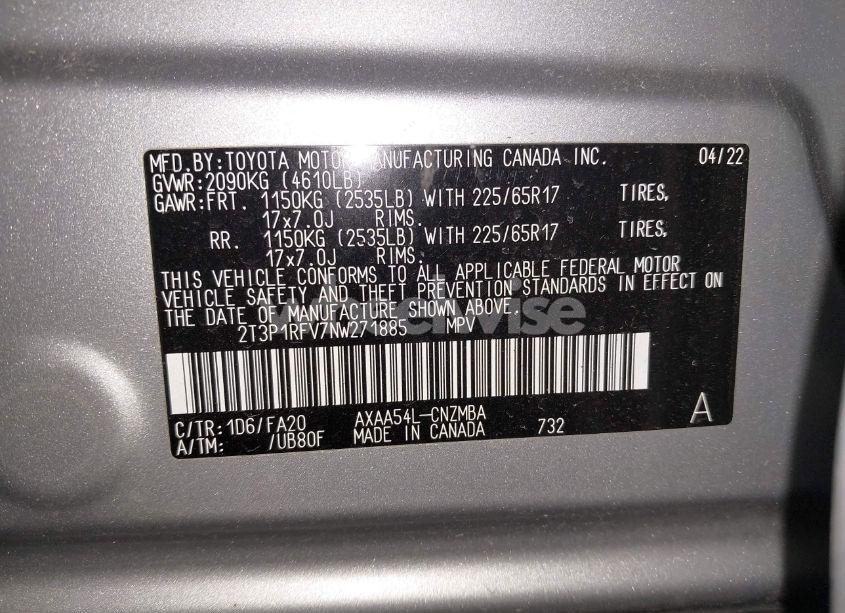 MFD.BY:TOYOTA MOTOR MANUFACTURING CANADA INC. 04/22
GVWR:2090KG (4610LB)
GAWR:FRT. 1150KG (2535LB) WITH 225/65R17 TIRES,
17x7.0J RIMS.
RR. 1150KG (2535LB) WITH 225/65R17 TIRES,
17x7.0J RIMS.
THIS VEHICLE CONFORMS TO ALL APPLICABLE FEDERAL MOTOR
VEHICLE SAFETY AND THEFT PREVENTION STANDARDS IN EFFECT ON
THE DATE OF MANUFACTURE SHOWN ABOVE.
2T3P1RFV7NW271885 MPV
C/TR:1D6/FA20 AXAA54L-CNZMBA A
A/TM: /UB80F MADE IN CANADA 732